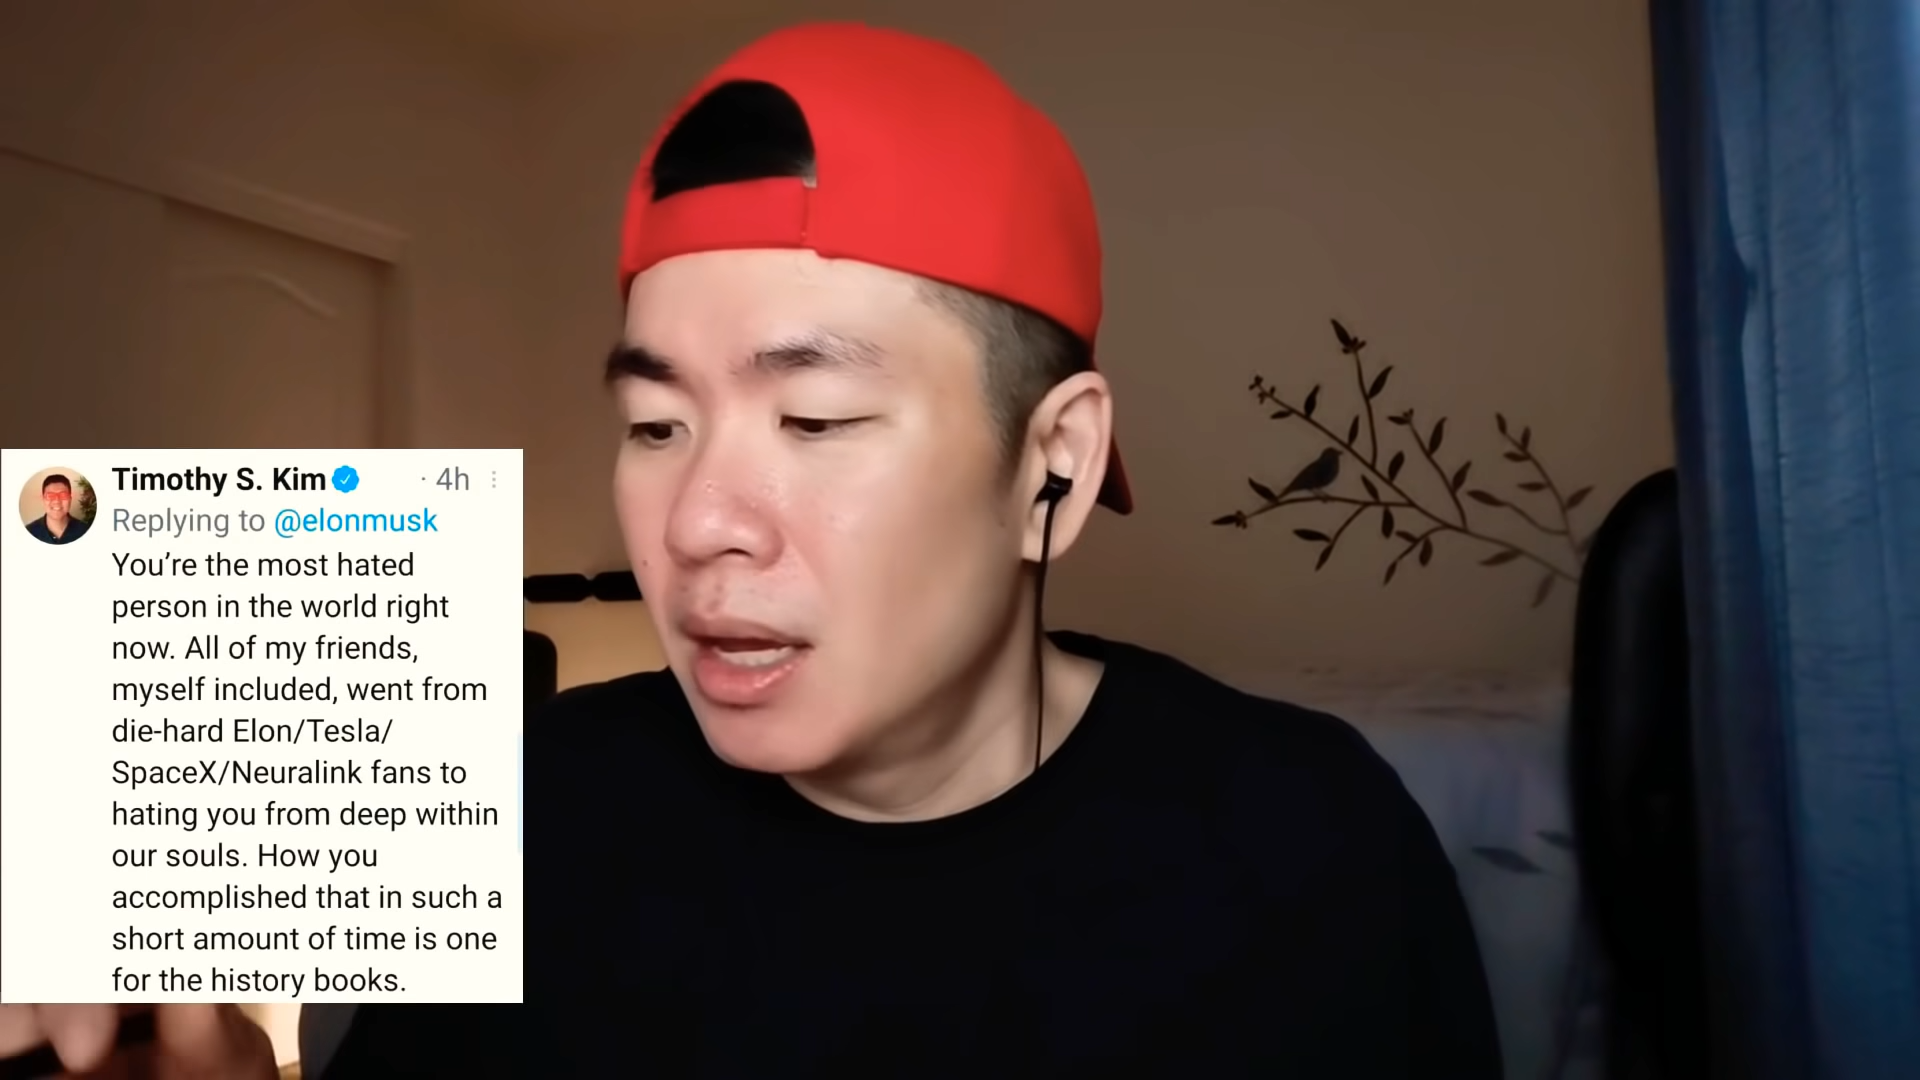 Timothy S. Kim · 4h
Replying to @elonmusk
You’re the most hated
person in the world right
now. All of my friends,
myself included, went from
die-hard Elon/Tesla/
SpaceX/Neuralink fans to
hating you from deep within
our souls. How you
accomplished that in such a
short amount of time is one
for the history books.